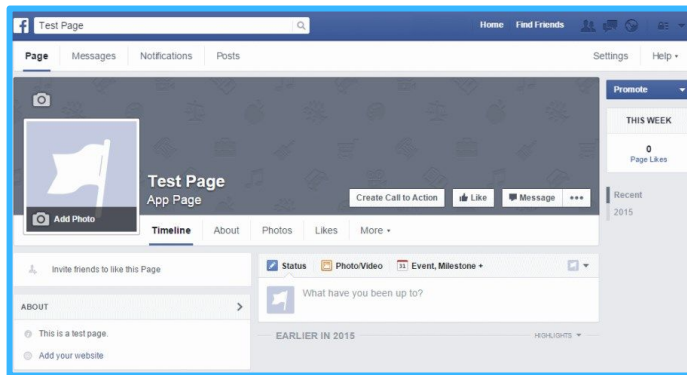 f Test Page Home Find Friends
Page Messages Notifications Posts Settings Help
Promote
THIS WEEK
0
Page Likes
Recent
2015
Test Page
App Page
Create Call to Action Like Message •••
Add Photo
Timeline About Photos Likes More
Invite friends to like this Page
ABOUT
This is a test page.
Add your website
Status Photo/Video 31 Event, Milestone +
What have you been up to?
EARLIER IN 2015 HIGHLIGHTS